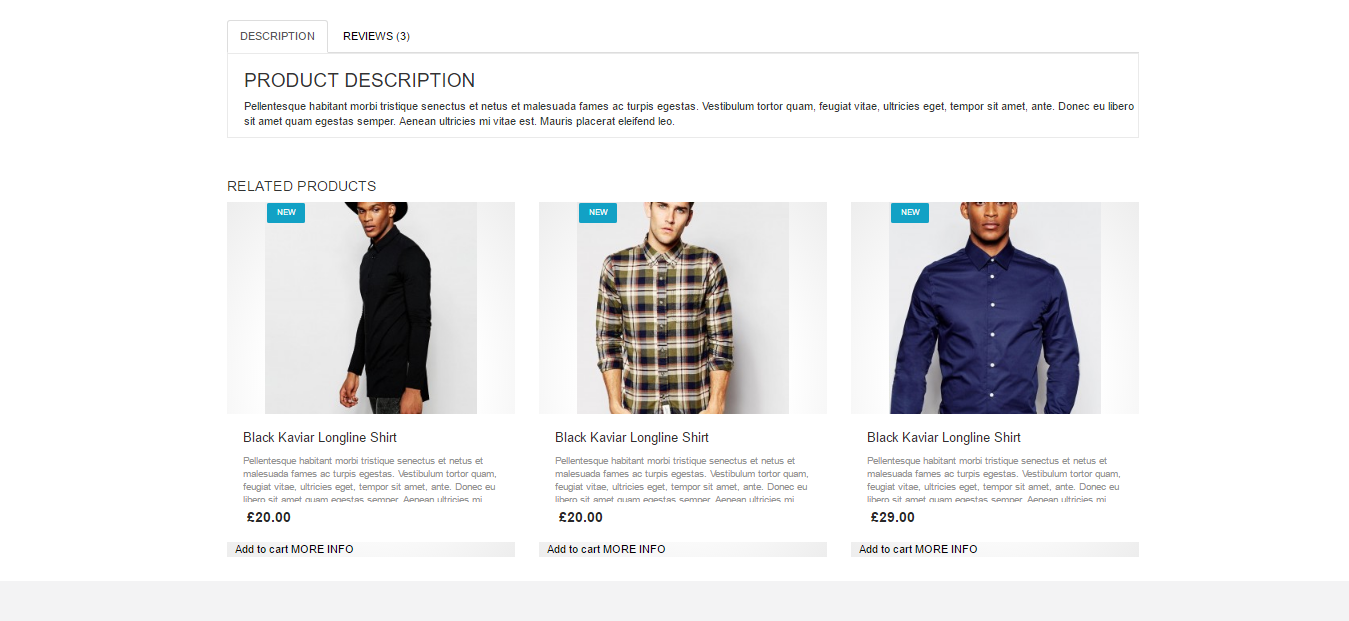 DESCRIPTION REVIEWS (3)
PRODUCT DESCRIPTION
Pellentesque habitant morbi tristique senectus et netus et malesuada fames ac turpis egestas. Vestibulum tortor quam, feugiat vitae, ultricies eget, tempor sit amet, ante. Donec eu libero
sit amet quam egestas semper. Aenean ultricies mi vitae est. Mauris placerat eleifend leo.
RELATED PRODUCTS
NEW
Black Kaviar Longline Shirt
Pellentesque habitant morbi tristique senectus et netus et
malesuada fames ac turpis egestas. Vestibulum tortor quam,
feugiat vitae, ultricies eget, tempor sit amet, ante. Donec eu
libero sit amet quam egestas semper. Aenean ultricies mi
£20.00
Add to cart MORE INFO
NEW
Black Kaviar Longline Shirt
Pellentesque habitant morbi tristique senectus et netus et
malesuada fames ac turpis egestas. Vestibulum tortor quam,
feugiat vitae, ultricies eget, tempor sit amet, ante. Donec eu
libero sit amet quam egestas semper. Aenean ultricies mi
£20.00
Add to cart MORE INFO
NEW
Black Kaviar Longline Shirt
Pellentesque habitant morbi tristique senectus et netus et
malesuada fames ac turpis egestas. Vestibulum tortor quam,
feugiat vitae, ultricies eget, tempor sit amet, ante. Donec eu
libero sit amet quam egestas semper. Aenean ultricies mi
£29.00
Add to cart MORE INFO